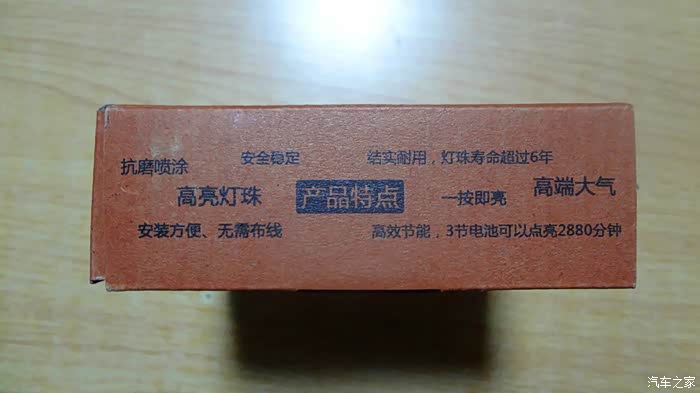 安全稳定
结实耐用，灯珠寿命超过6年
抗磨喷涂
高亮灯珠
产品特点
一按即亮
高端大气
安装方便、无需布线
高效节能，3节电池可以点亮2880分钟
汽车之家